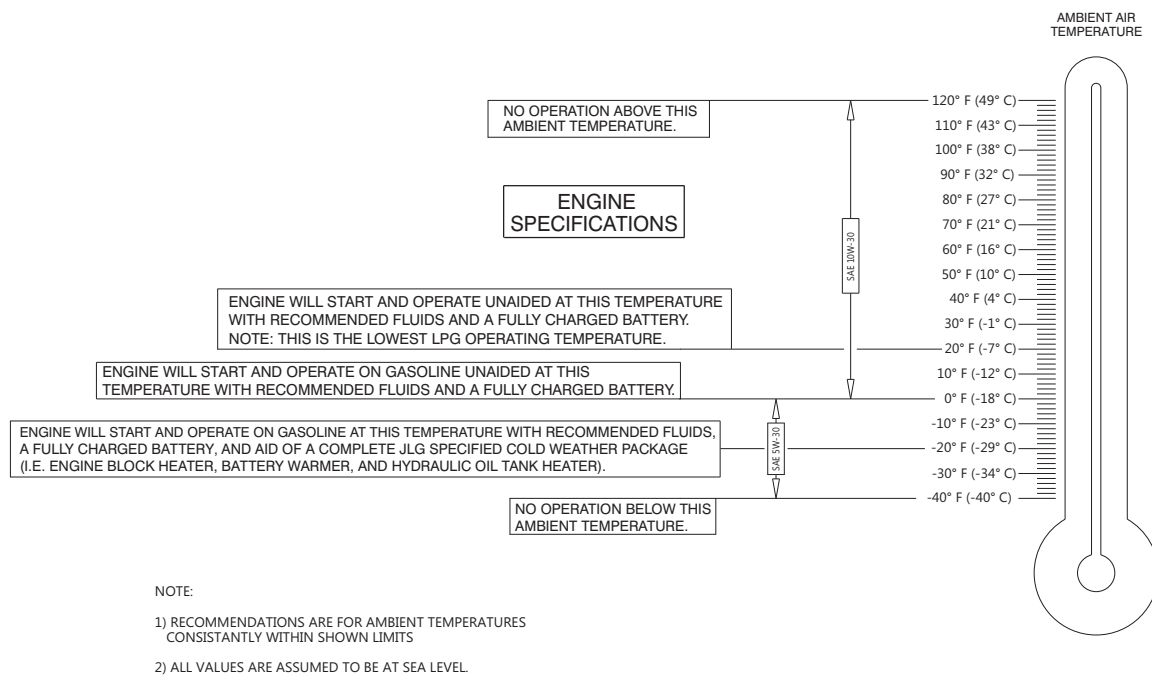 AMBIENT AIR
TEMPERATURE
120° F (49° C)
110° F (43° C)
100° F (38° C)
90° F (32° C)
80° F (27° C)
70° F (21° C)
60° F (16° C)
50° F (10° C)
40° F (4° C)
30° F (-1° C)
20° F (-7° C)
10° F (-12° C)
0° F (-18° C)
-10° F (-23° C)
-20° F (-29° C)
-30° F (-34° C)
-40° F (-40° C)
NO OPERATION ABOVE THIS
AMBIENT TEMPERATURE.
ENGINE
SPECIFICATIONS
SAE 10W-30
ENGINE WILL START AND OPERATE UNAIDED AT THIS TEMPERATURE
WITH RECOMMENDED FLUIDS AND A FULLY CHARGED BATTERY.
NOTE: THIS IS THE LOWEST LPG OPERATING TEMPERATURE.
ENGINE WILL START AND OPERATE ON GASOLINE UNAIDED AT THIS
TEMPERATURE WITH RECOMMENDED FLUIDS AND A FULLY CHARGED BATTERY.
ENGINE WILL START AND OPERATE ON GASOLINE AT THIS TEMPERATURE WITH RECOMMENDED FLUIDS,
A FULLY CHARGED BATTERY, AND AID OF A COMPLETE JLG SPECIFIED COLD WEATHER PACKAGE
(I.E. ENGINE BLOCK HEATER, BATTERY WARMER, AND HYDRAULIC OIL TANK HEATER).
SAE 5W-30
NO OPERATION BELOW THIS
AMBIENT TEMPERATURE.
NOTE:
1) RECOMMENDATIONS ARE FOR AMBIENT TEMPERATURES
CONSISTANTLY WITHIN SHOWN LIMITS
2) ALL VALUES ARE ASSUMED TO BE AT SEA LEVEL.